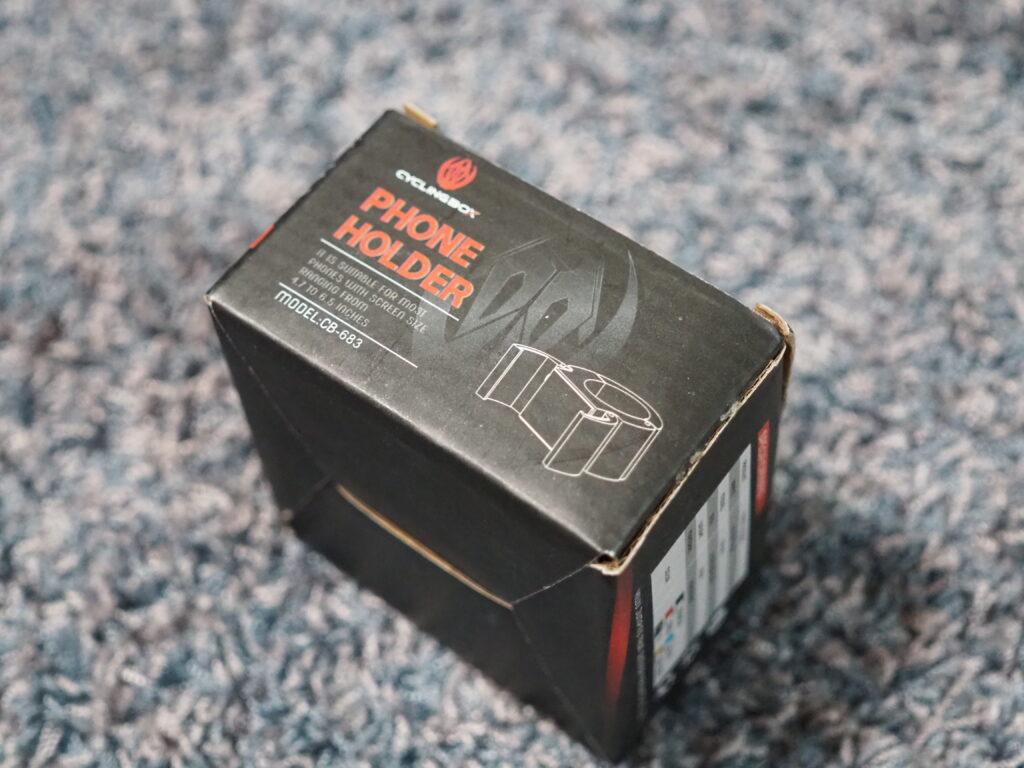 CYCLINGBOX
PHONE
HOLDER
IT IS SUITABLE FOR MOST
PHONES WITH SCREEN SIZE
RANGING FROM
4.7 TO 6.5 INCHES
MODEL:CB-683